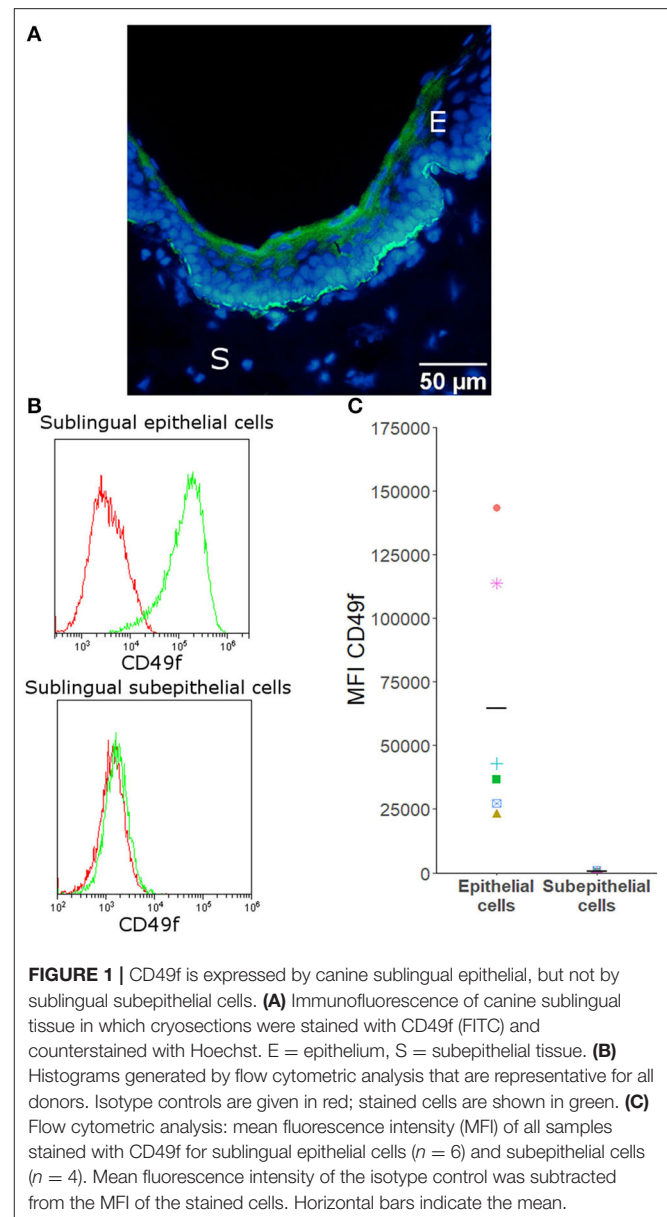 A
E
S
50 µm
B
Sublingual epithelial cells
10³ 10⁴ 10⁵ 10⁶
CD49f
Sublingual subepithelial cells
10² 10³ 10⁴ 10⁵ 10⁶
CD49f
C
175000
150000
125000
100000
75000
50000
25000
0
MFI CD49f
Epithelial cells
Subepithelial cells
FIGURE 1 | CD49f is expressed by canine sublingual epithelial, but not by
sublingual subepithelial cells. (A) Immunofluorescence of canine sublingual
tissue in which cryosections were stained with CD49f (FITC) and
counterstained with Hoechst. E = epithelium, S = subepithelial tissue. (B)
Histograms generated by flow cytometric analysis that are representative for all
donors. Isotype controls are given in red; stained cells are shown in green. (C)
Flow cytometric analysis: mean fluorescence intensity (MFI) of all samples
stained with CD49f for sublingual epithelial cells (n = 6) and subepithelial cells
(n = 4). Mean fluorescence intensity of the isotype control was subtracted
from the MFI of the stained cells. Horizontal bars indicate the mean.